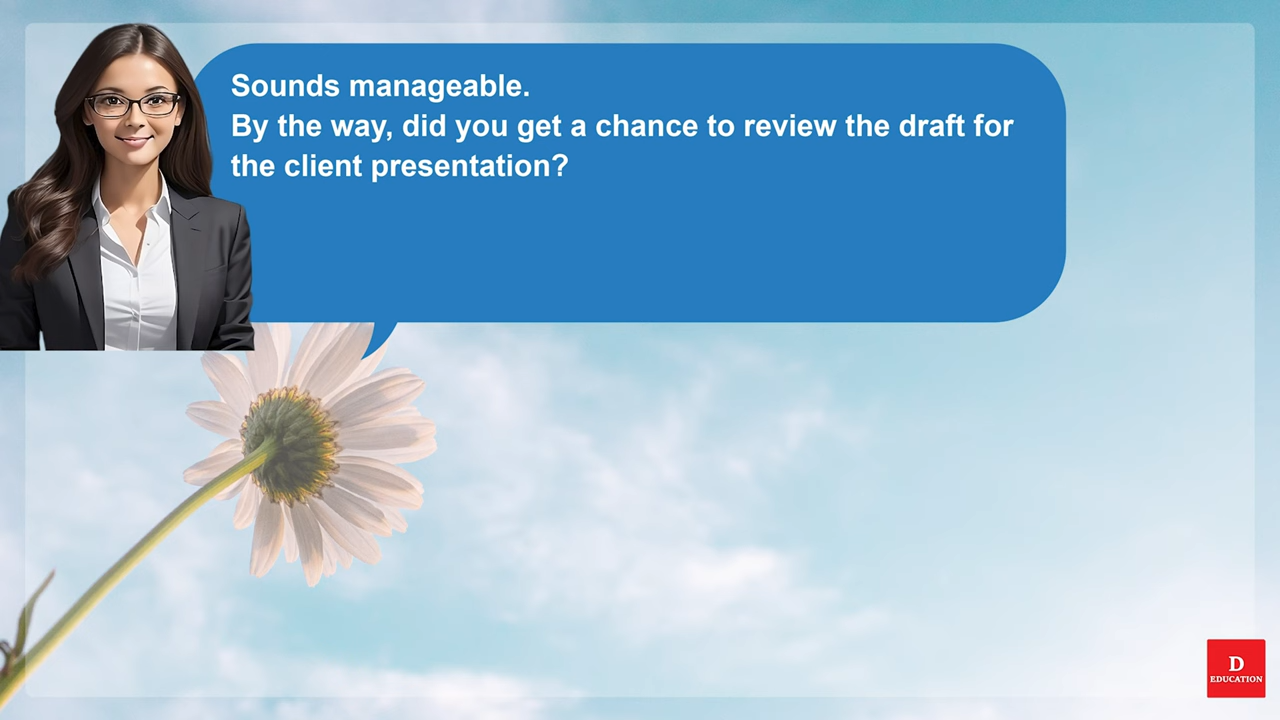 Sounds manageable.
By the way, did you get a chance to review the draft for
the client presentation?
D
EDUCATION